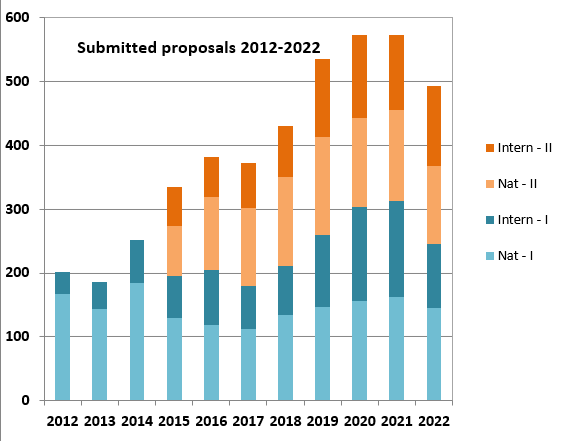 Submitted proposals 2012-2022
600
500
400
300
200
100
0
2012 2013 2014 2015 2016 2017 2018 2019 2020 2021 2022
Intern - II
Nat - II
Intern - I
Nat - I